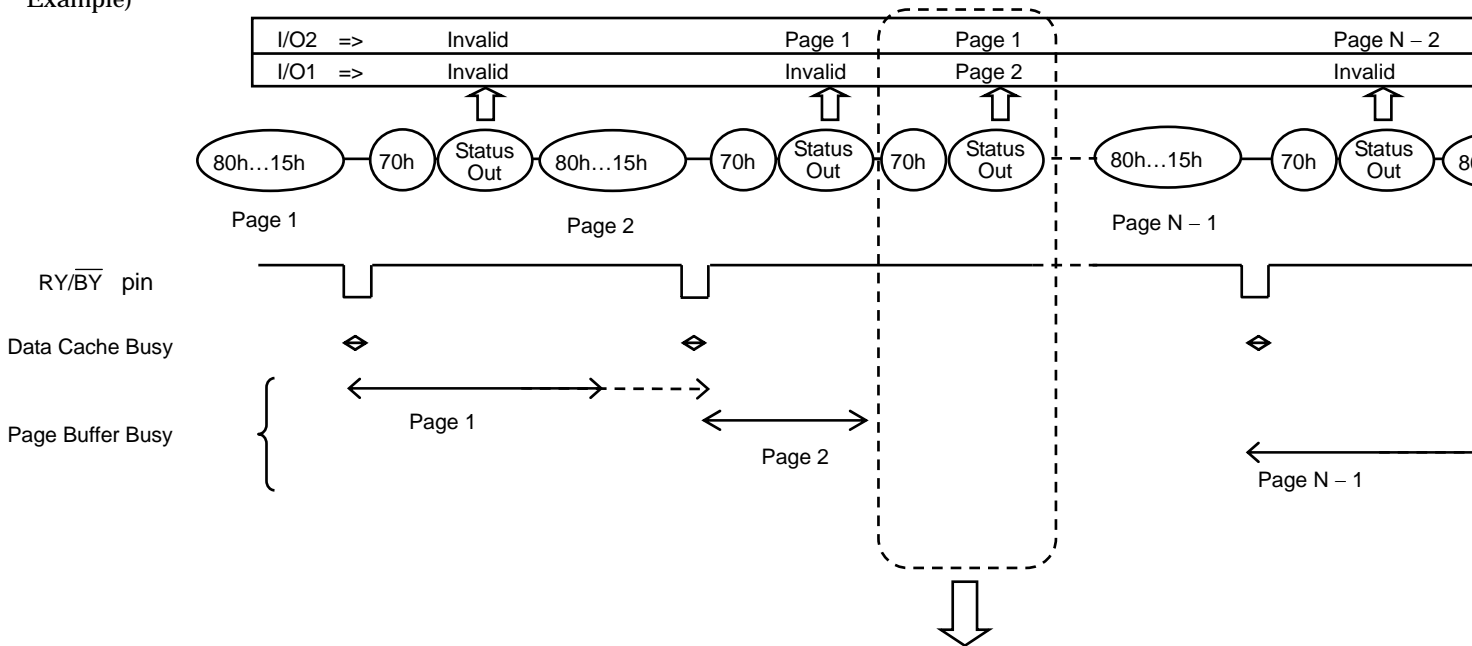 Example)
I/O2 => Invalid Page 1 Page 1 Page N − 2
I/O1 => Invalid Invalid Page 2 Invalid
80h…15h 70h Status Out 80h…15h 70h Status Out 70h Status Out 80h…15h 70h Status Out
Page 1 Page 2 Page N − 1
RY/BY pin
Data Cache Busy
Page 1
Page Buffer Busy
Page 2
Page N − 1